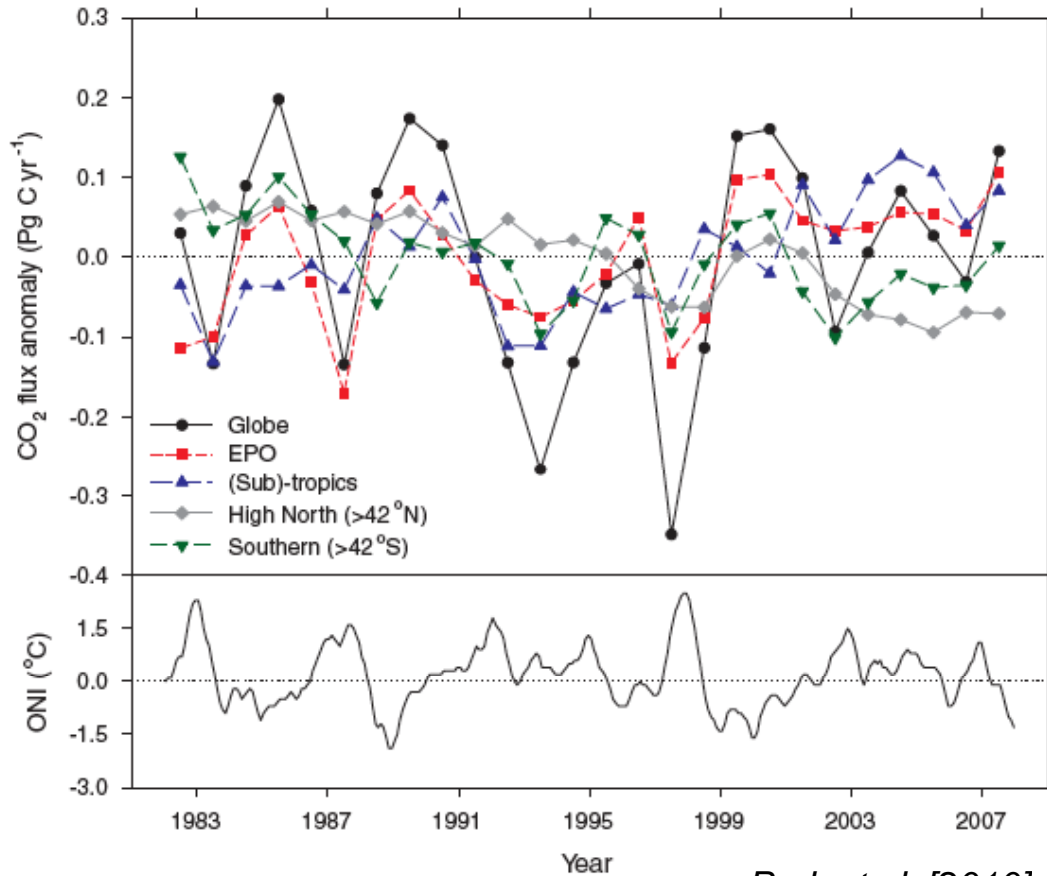 0.3
0.2
0.1
0.0
-0.1
-0.2
-0.3
-0.4
CO2 flux anomaly (Pg C yr-1)
Globe
EPO
(Sub)-tropics
High North (>42°N)
Southern (>42°S)
1.5
0.0
-1.5
-3.0
ONI (°C)
1983 1987 1991 1995 1999 2003 2007
Year